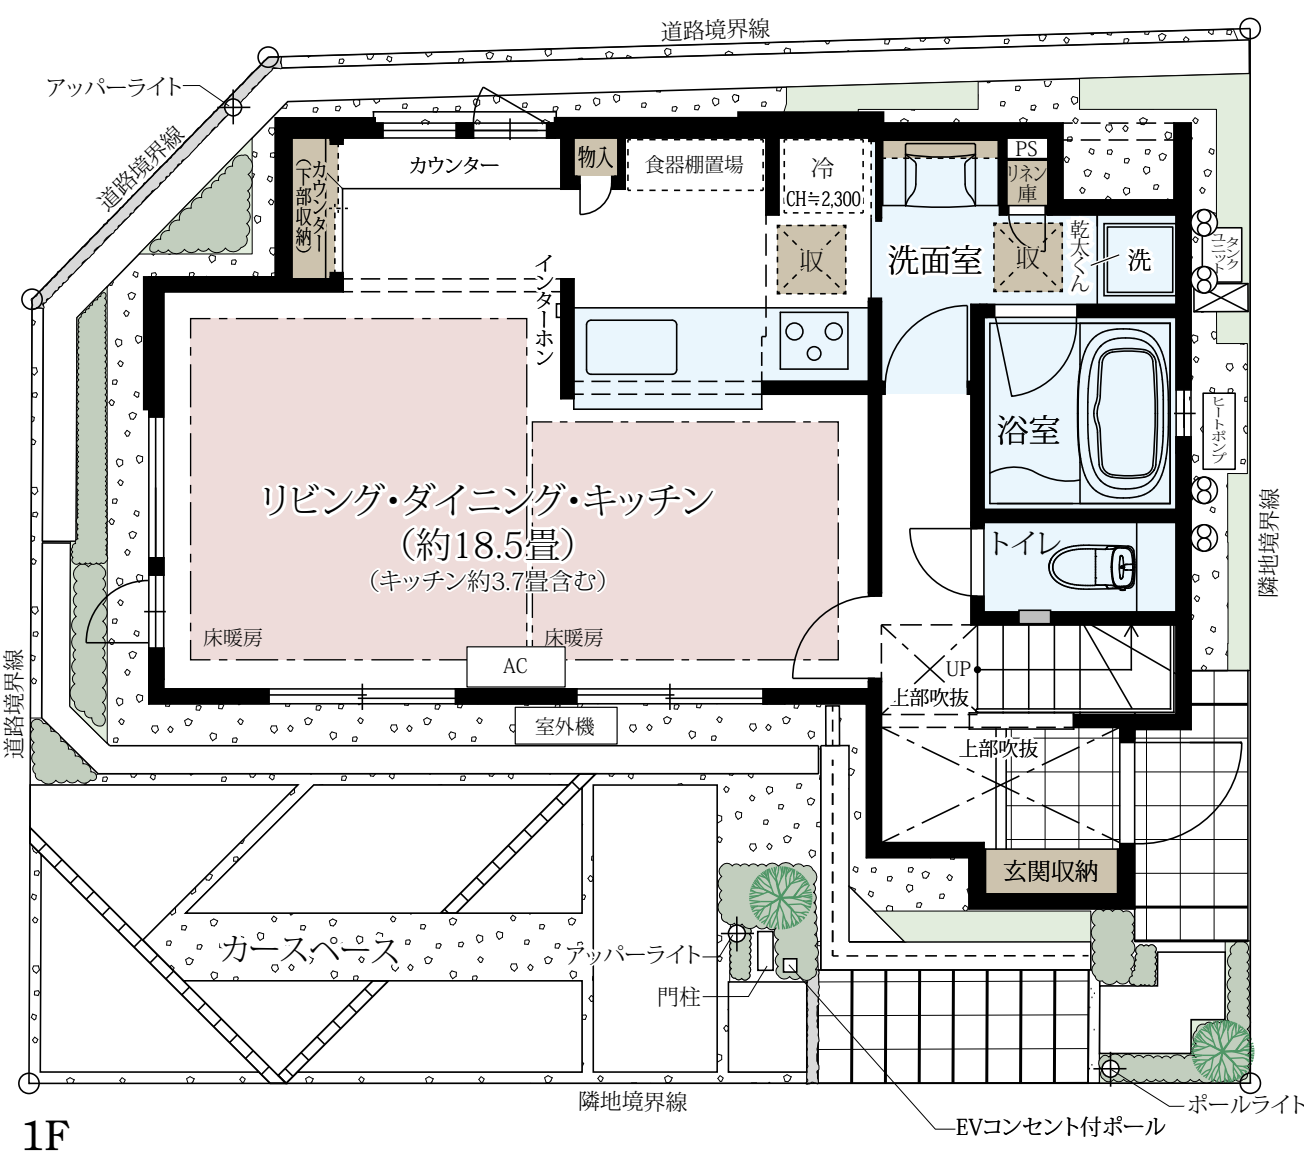 道路境界線
アッパーライト
道路境界線
カウンター
(下部収納)
カウンター
物入
食器棚置場
冷
CH≒2,300
PS
リネン
庫
収
洗面室
収
乾太くん
洗
タンク
ユニット
インターホン
ヒートポンプ
浴室
リビング・ダイニング・キッチン
(約18.5畳)
(キッチン約3.7畳含む)
トイレ
隣地境界線
床暖房
床暖房
AC
UP
上部吹抜
道路境界線
室外機
上部吹抜
玄関収納
カースペース
アッパーライト
門柱
隣地境界線
ポールライト
EVコンセント付ポール
1F